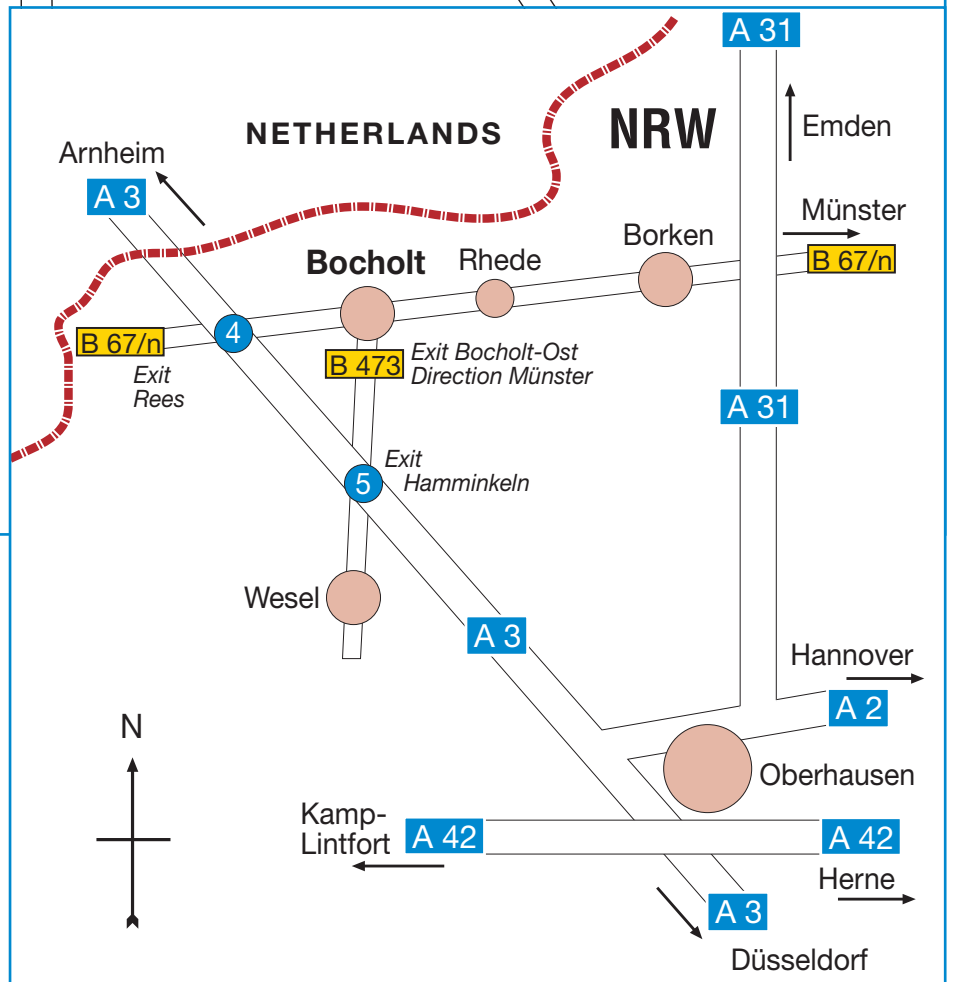 A 31
NETHERLANDS
NRW
Emden
Arnheim
A 3
Münster
Borken
Bocholt
Rhede
B 67/n
B 67/n
4
B 473
Exit Bocholt-Ost
Direction Münster
Exit
Rees
A 31
Exit
Hamminkeln
5
Wesel
A 3
Hannover
A 2
N
Oberhausen
Kamp-
Lintfort
A 42
A 42
Herne
A 3
Düsseldorf